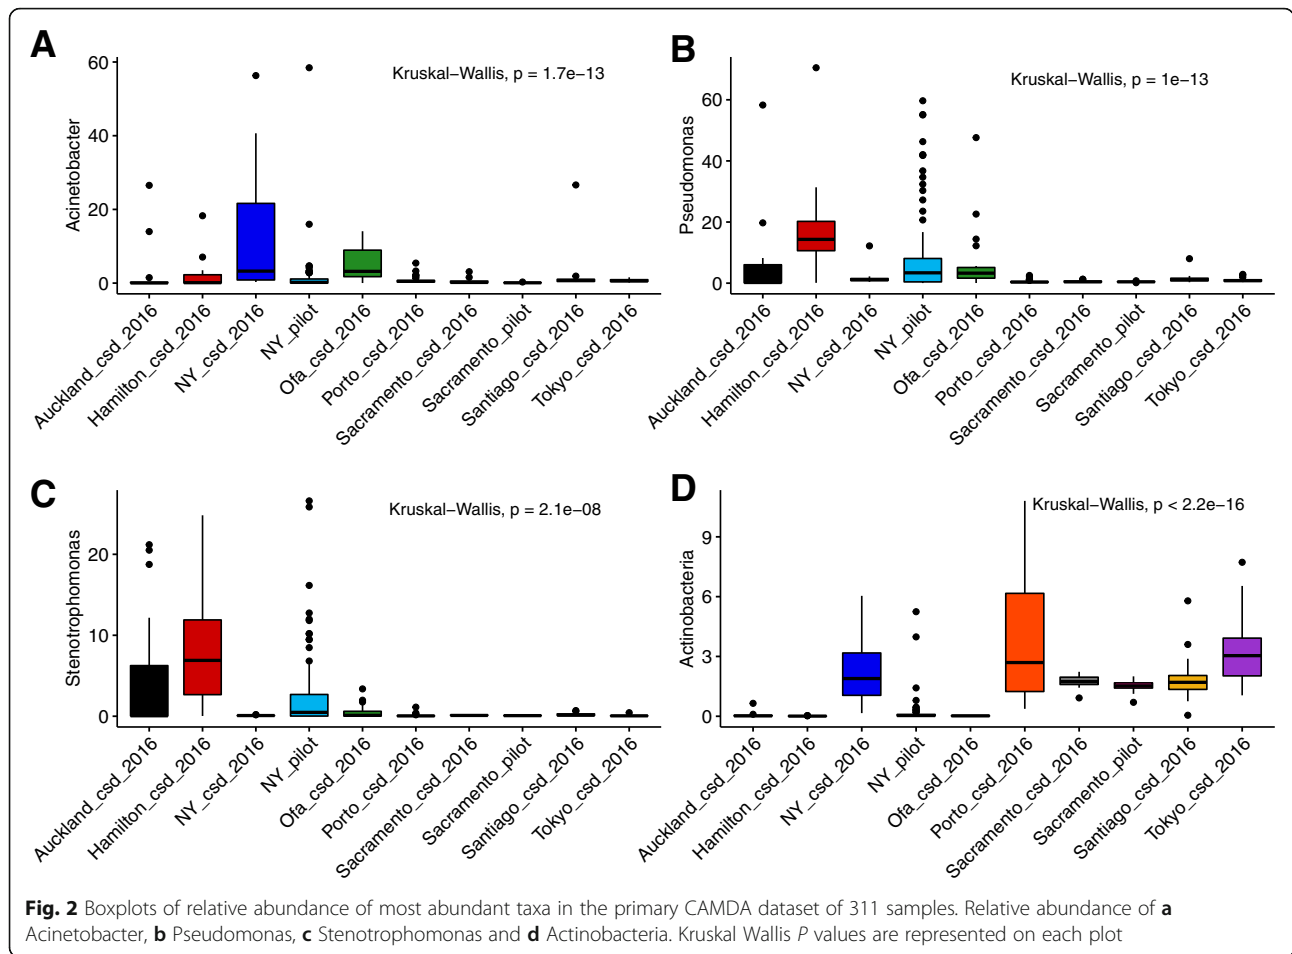 A
Kruskal–Wallis, p = 1.7e–13
Acinetobacter
60
40
20
0
Auckland_csd_2016
Hamilton_csd_2016
NY_csd_2016
NY_pilot
Ofa_csd_2016
Porto_csd_2016
Sacramento_csd_2016
Sacramento_pilot
Santiago_csd_2016
Tokyo_csd_2016
B
Kruskal–Wallis, p = 1e–13
Pseudomonas
60
40
20
0
Auckland_csd_2016
Hamilton_csd_2016
NY_csd_2016
NY_pilot
Ofa_csd_2016
Porto_csd_2016
Sacramento_csd_2016
Sacramento_pilot
Santiago_csd_2016
Tokyo_csd_2016
C
Kruskal–Wallis, p = 2.1e–08
Stenotrophomonas
20
10
0
Auckland_csd_2016
Hamilton_csd_2016
NY_csd_2016
NY_pilot
Ofa_csd_2016
Porto_csd_2016
Sacramento_csd_2016
Sacramento_pilot
Santiago_csd_2016
Tokyo_csd_2016
D
Kruskal–Wallis, p < 2.2e–16
Actinobacteria
9
6
3
0
Auckland_csd_2016
Hamilton_csd_2016
NY_csd_2016
NY_pilot
Ofa_csd_2016
Porto_csd_2016
Sacramento_csd_2016
Sacramento_pilot
Santiago_csd_2016
Tokyo_csd_2016
Fig. 2 Boxplots of relative abundance of most abundant taxa in the primary CAMDA dataset of 311 samples. Relative abundance of a
Acinetobacter, b Pseudomonas, c Stenotrophomonas and d Actinobacteria. Kruskal Wallis P values are represented on each plot